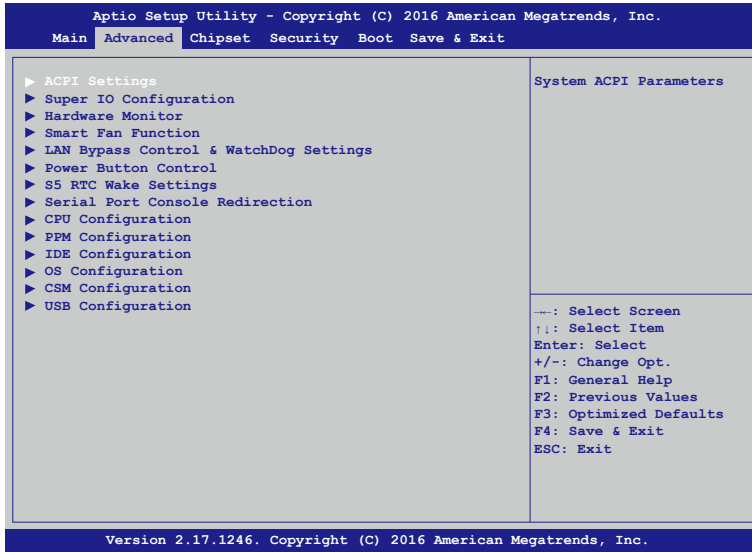 Aptio Setup Utility - Copyright (C) 2016 American Megatrends, Inc.
Main Advanced Chipset Security Boot Save & Exit
▶ ACPI Settings
▶ Super IO Configuration
▶ Hardware Monitor
▶ Smart Fan Function
▶ LAN Bypass Control & WatchDog Settings
▶ Power Button Control
▶ S5 RTC Wake Settings
▶ Serial Port Console Redirection
▶ CPU Configuration
▶ PPM Configuration
▶ IDE Configuration
▶ OS Configuration
▶ CSM Configuration
▶ USB Configuration
System ACPI Parameters
→←: Select Screen
↑↓: Select Item
Enter: Select
+/-: Change Opt.
F1: General Help
F2: Previous Values
F3: Optimized Defaults
F4: Save & Exit
ESC: Exit
Version 2.17.1246. Copyright (C) 2016 American Megatrends, Inc.